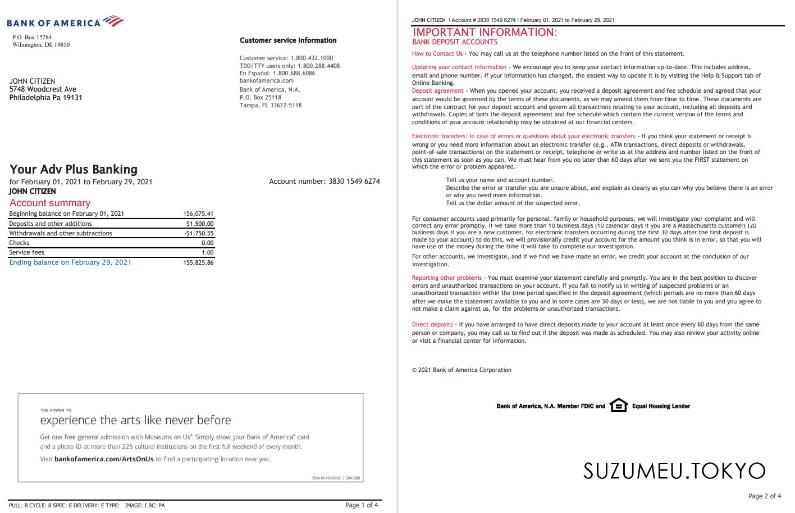 BANK OF AMERICA
P.O. Box 15284
Wilmington, DE 19850
Customer service information
Customer service: 1.800.432.1000
TDD/TTY users only: 1.800.288.4408
En Español: 1.800.688.6086
bankofamerica.com
Bank of America, N.A.
P.O. Box 25118
Tampa, Fl 33622-5118
JOHN CITIZEN
5748 Woodcrest Ave
Philadelphia Pa 19131
Your Adv Plus Banking
for February 01, 2021 to February 29, 2021
Account number: 3830 1549 6274
JOHN CITIZEN
Account summary
Beginning balance on February 01, 2021 $56,075.41
Deposits and other additions $1,500.00
Withdrawals and other subtractions -$1,750.55
Checks 0.00
Service fees 1.00
Ending balance on February 29, 2021 $55,825.86
THE POWER TO
experience the arts like never before
Get one free general admission with Museums on Us®. Simply show your Bank of America® card
and a photo ID at more than 225 cultural institutions on the first full weekend of every month.
Visit bankofamerica.com/ArtsOnUs to find a participating location near you.
PULL: B CYCLE: 8 SPEC: E DELIVERY: E TYPE: IMAGE: I BC: PA
Page 1 of 4
JOHN CITIZEN I Account # 3830 1549 6274 I February 01, 2021 to February 29, 2021
IMPORTANT INFORMATION:
BANK DEPOSIT ACCOUNTS
How to Contact Us - You may call us at the telephone number listed on the front of this statement.
Updating your contact information - We encourage you to keep your contact information up-to-date. This includes address,
email and phone number. If your information has changed, the easiest way to update it is by visiting the Help & Support tab of
Online Banking.
Deposit agreement - When you opened your account, you received a deposit agreement and fee schedule and agreed that your
account would be governed by the terms of these documents, as we may amend them from time to time. These documents are
part of the contract for your deposit account and govern all transactions relating to your account, including all deposits and
withdrawals. Copies of both the deposit agreement and fee schedule which contain the current version of the terms and
conditions of your account relationship may be obtained at our financial centers.
Electronic transfers: In case of errors or questions about your electronic transfers - If you think your statement or receipt is
wrong or you need more information about an electronic transfer (e.g., ATM transactions, direct deposits or withdrawals,
point-of-sale transactions) on the statement or receipt, telephone or write us at the address and number listed on the front of
this statement as soon as you can. We must hear from you no later than 60 days after we sent you the FIRST statement on
which the error or problem appeared.
Tell us your name and account number.
Describe the error or transfer you are unsure about, and explain as clearly as you can why you believe there is an error
or why you need more information.
Tell us the dollar amount of the suspected error.
For consumer accounts used primarily for personal, family or household purposes, we will investigate your complaint and will
correct any error promptly. If we take more than 10 business days (10 calendar days if you are a Massachusetts customer) (20
business days if you are a new customer, for electronic transfers occurring during the first 30 days after the first deposit is
made to your account) to do this, we will provisionally credit your account for the amount you think is in error, so that you will
have use of the money during the time it will take to complete our investigation.
For other accounts, we investigate, and if we find we have made an error, we credit your account at the conclusion of our
investigation.
Reporting other problems - You must examine your statement carefully and promptly. You are in the best position to discover
errors and unauthorized transactions on your account. If you fail to notify us in writing of suspected problems or an
unauthorized transaction within the time period specified in the deposit agreement (which periods are no more than 60 days
after we make the statement available to you and in some cases are 30 days or less), we are not liable to you and you agree to
not make a claim against us, for the problems or unauthorized transactions.
Direct deposits - If you have arranged to have direct deposits made to your account at least once every 60 days from the same
person or company, you may call us to find out if the deposit was made as scheduled. You may also review your activity online
or visit a financial center for information.
© 2021 Bank of America Corporation
Bank of America, N.A. Member FDIC and Equal Housing Lender
SUZUMEU.TOKYO
Page 2 of 4